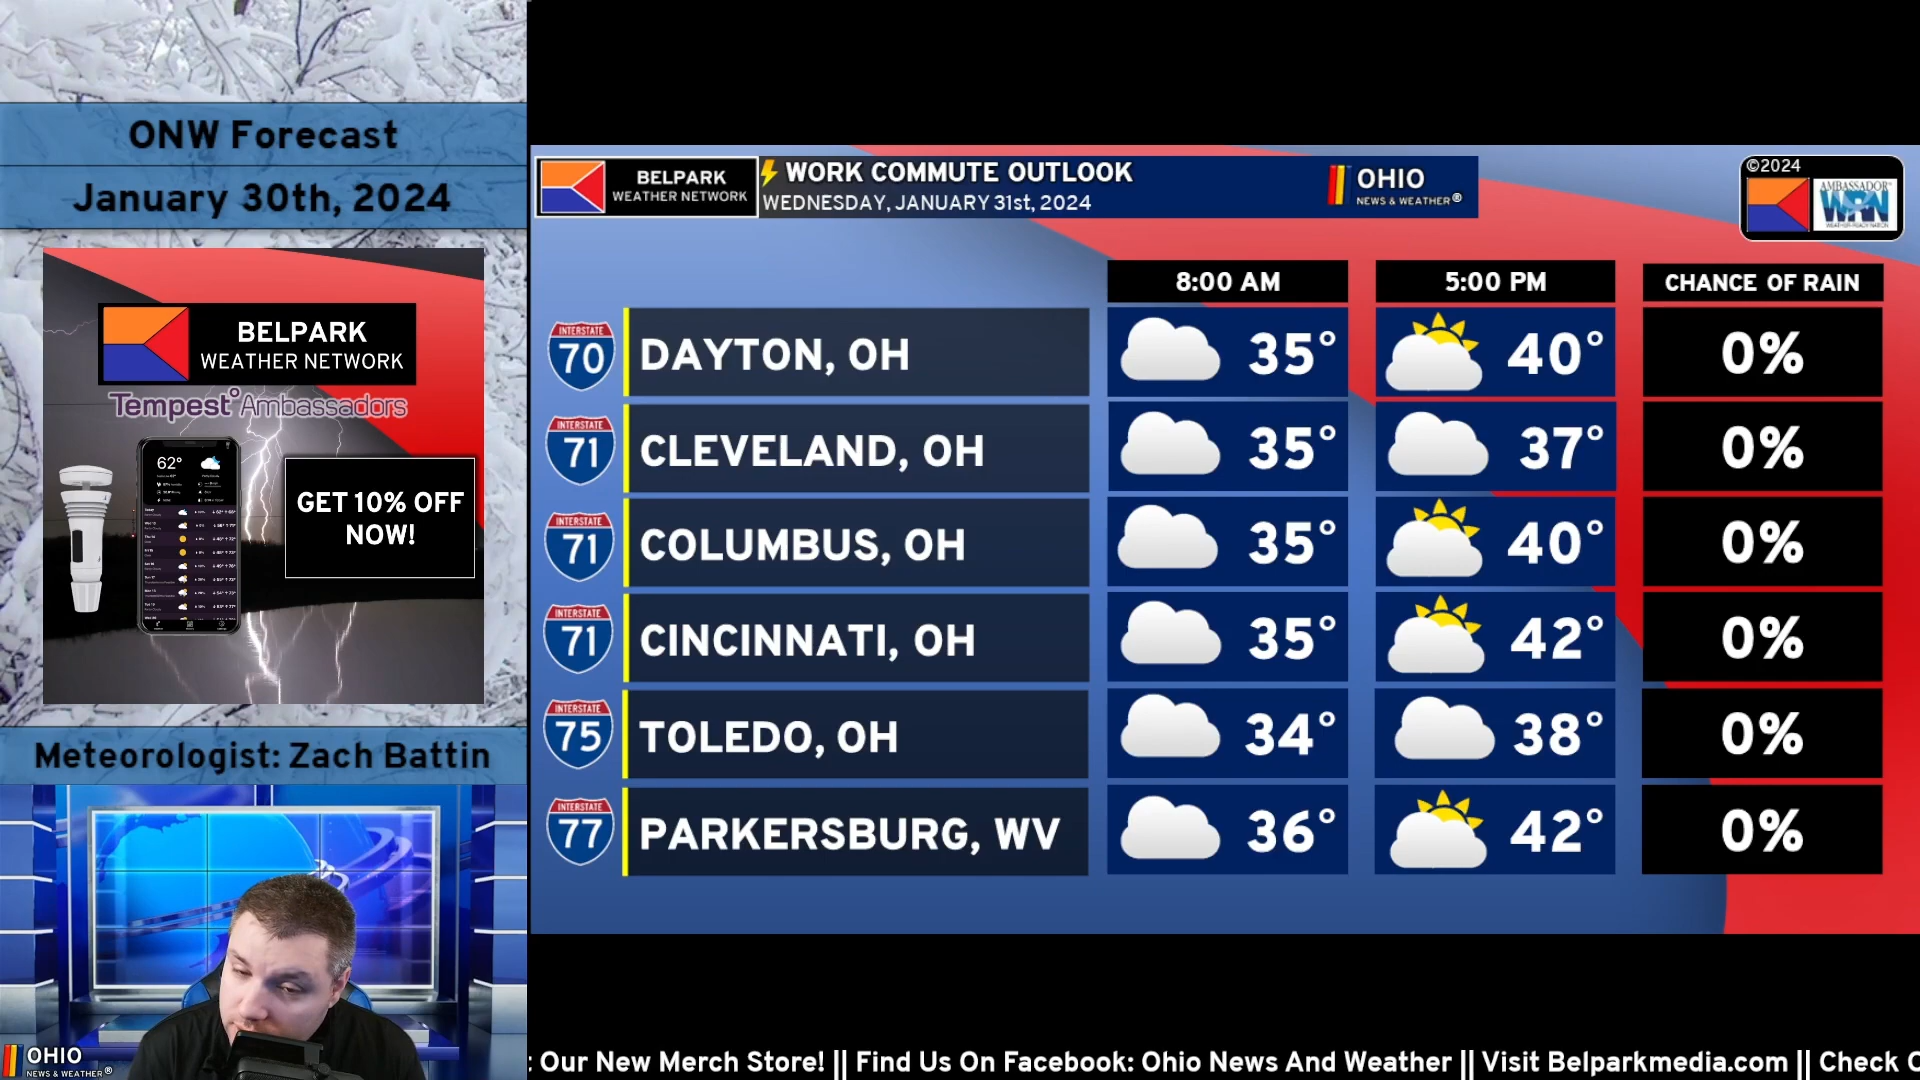 ONW Forecast
January 30th, 2024
BELPARK
WEATHER NETWORK
Tempest° Ambassadors
62°
GET 10% OFF
NOW!
Meteorologist: Zach Battin
OHIO
NEWS & WEATHER®
BELPARK
WEATHER NETWORK
WORK COMMUTE OUTLOOK
WEDNESDAY, JANUARY 31st, 2024
OHIO
NEWS & WEATHER®
©2024
AMBASSADOR
WRN
WEATHER-READY NATION
8:00 AM 5:00 PM CHANCE OF RAIN
INTERSTATE 70 DAYTON, OH 35° 40° 0%
INTERSTATE 71 CLEVELAND, OH 35° 37° 0%
INTERSTATE 71 COLUMBUS, OH 35° 40° 0%
INTERSTATE 71 CINCINNATI, OH 35° 42° 0%
INTERSTATE 75 TOLEDO, OH 34° 38° 0%
INTERSTATE 77 PARKERSBURG, WV 36° 42° 0%
: Our New Merch Store! || Find Us On Facebook: Ohio News And Weather || Visit Belparkmedia.com || Check